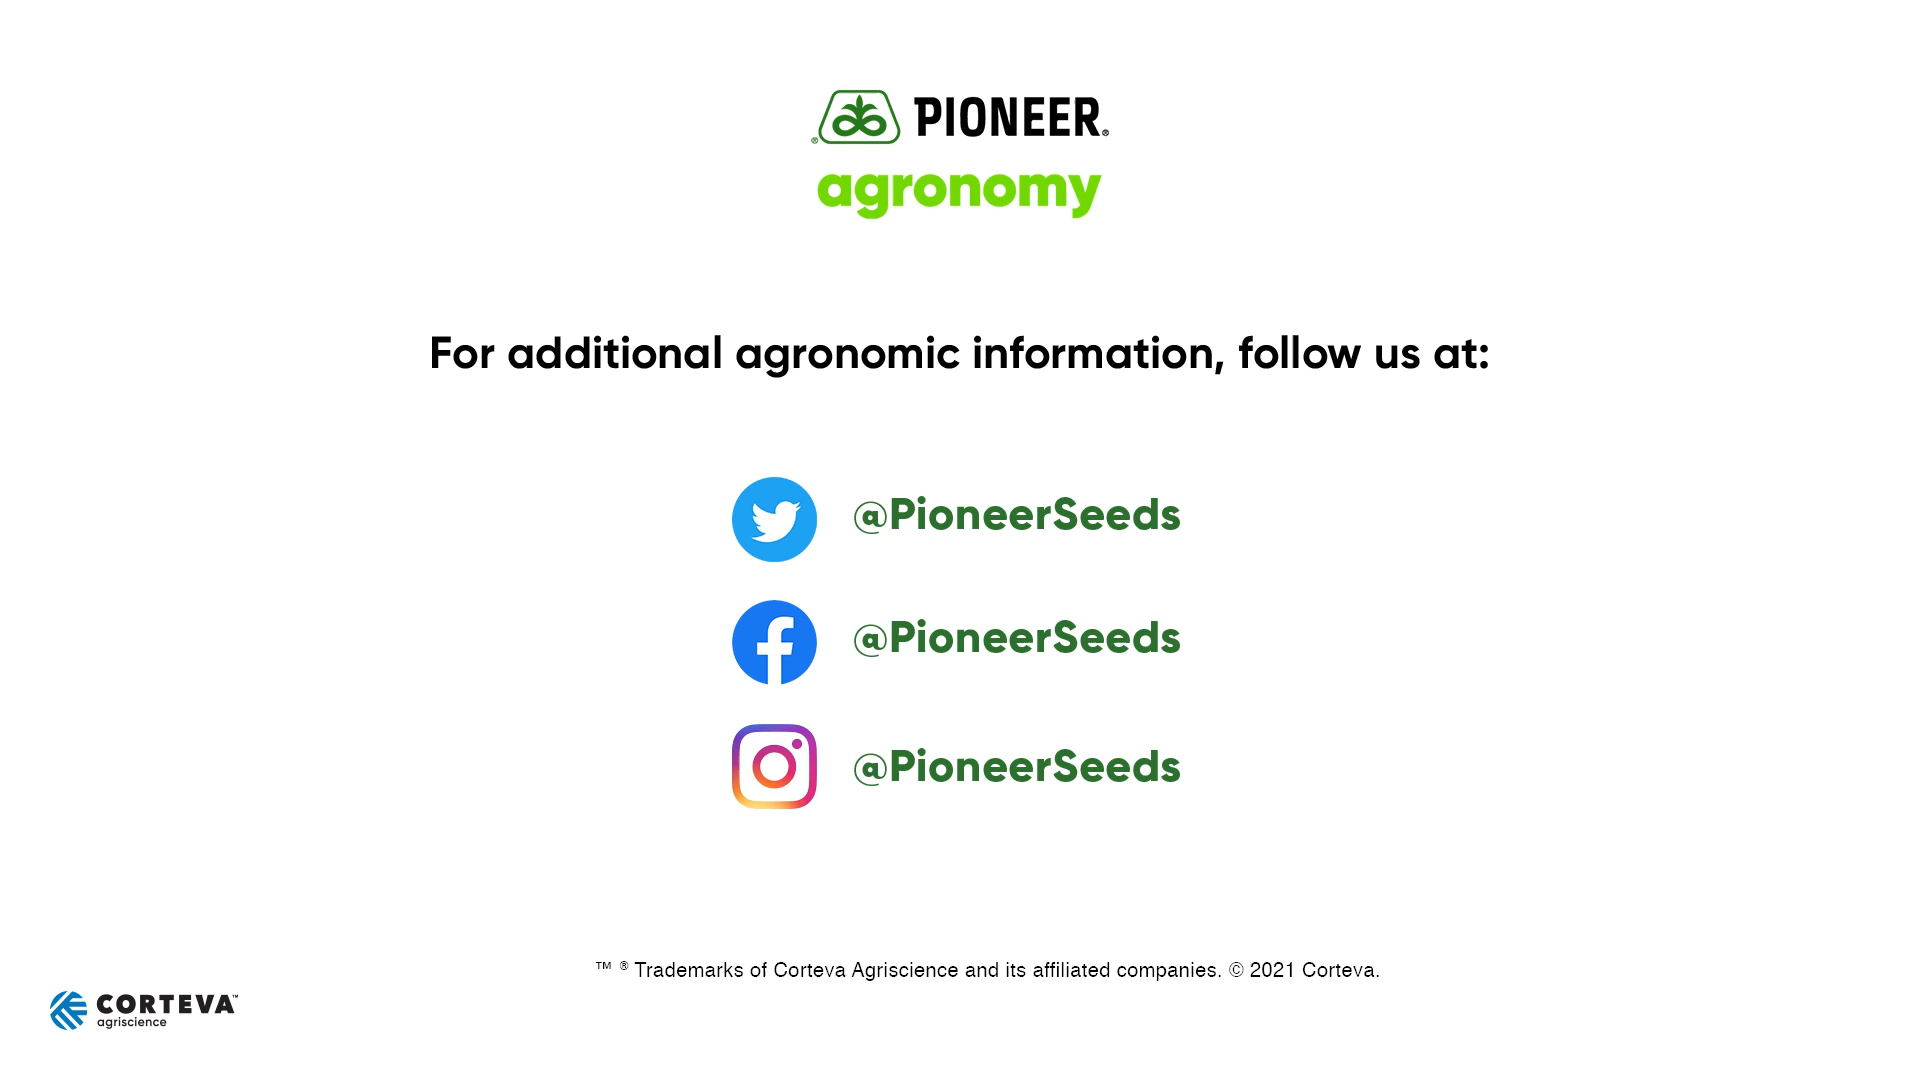 PIONEER®
agronomy
For additional agronomic information, follow us at:
@PioneerSeeds
@PioneerSeeds
@PioneerSeeds
™ ® Trademarks of Corteva Agriscience and its affiliated companies. © 2021 Corteva.
CORTEVA™
agriscience